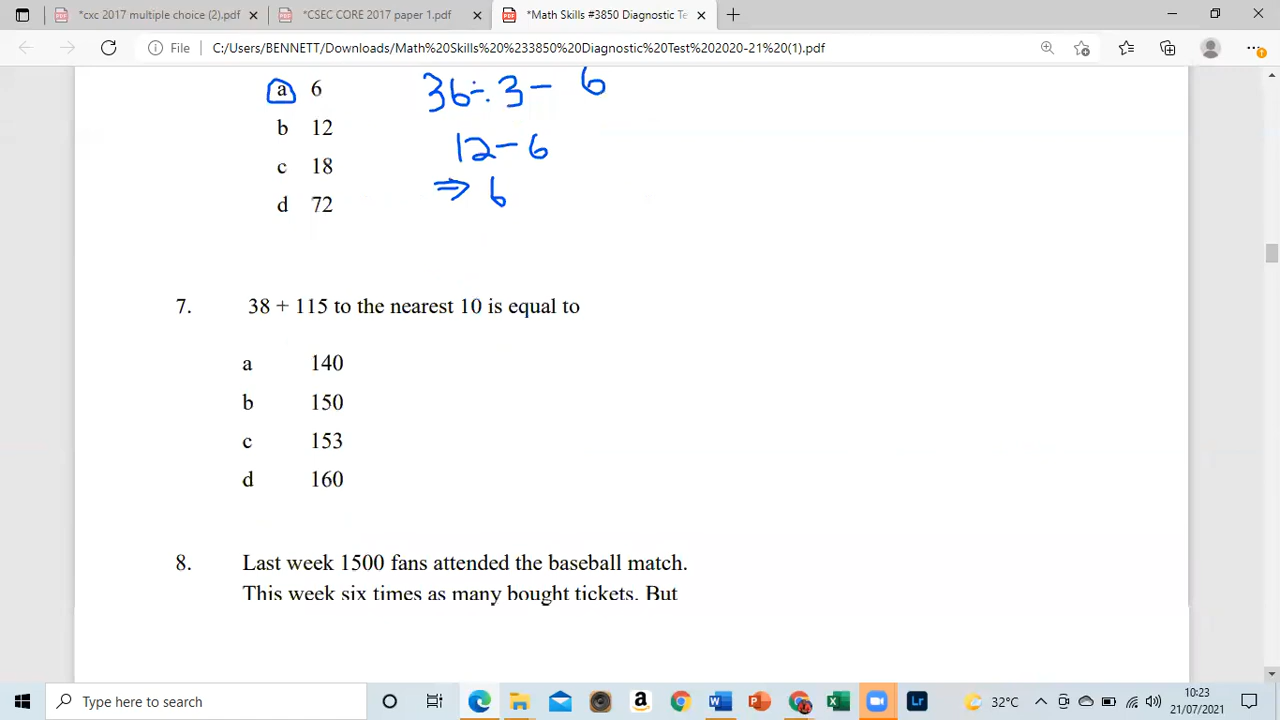 *cxc 2017 multiple choice (2).pdf
*CSEC CORE 2017 paper 1.pdf
*Math Skills #3850 Diagnostic Te
File
C:/Users/BENNETT/Downloads/Math%20Skills%20%233850%20Diagnostic%20Test%202020-21%20(1).pdf
a 6
36÷3 - 6
b 12
12-6
c 18
⇒ 6
d 72
7. 38 + 115 to the nearest 10 is equal to
a 140
b 150
c 153
d 160
8. Last week 1500 fans attended the baseball match.
This week six times as many bought tickets. But
Type here to search
a
W
P
X
Lr
32°C
10:23
21/07/2021